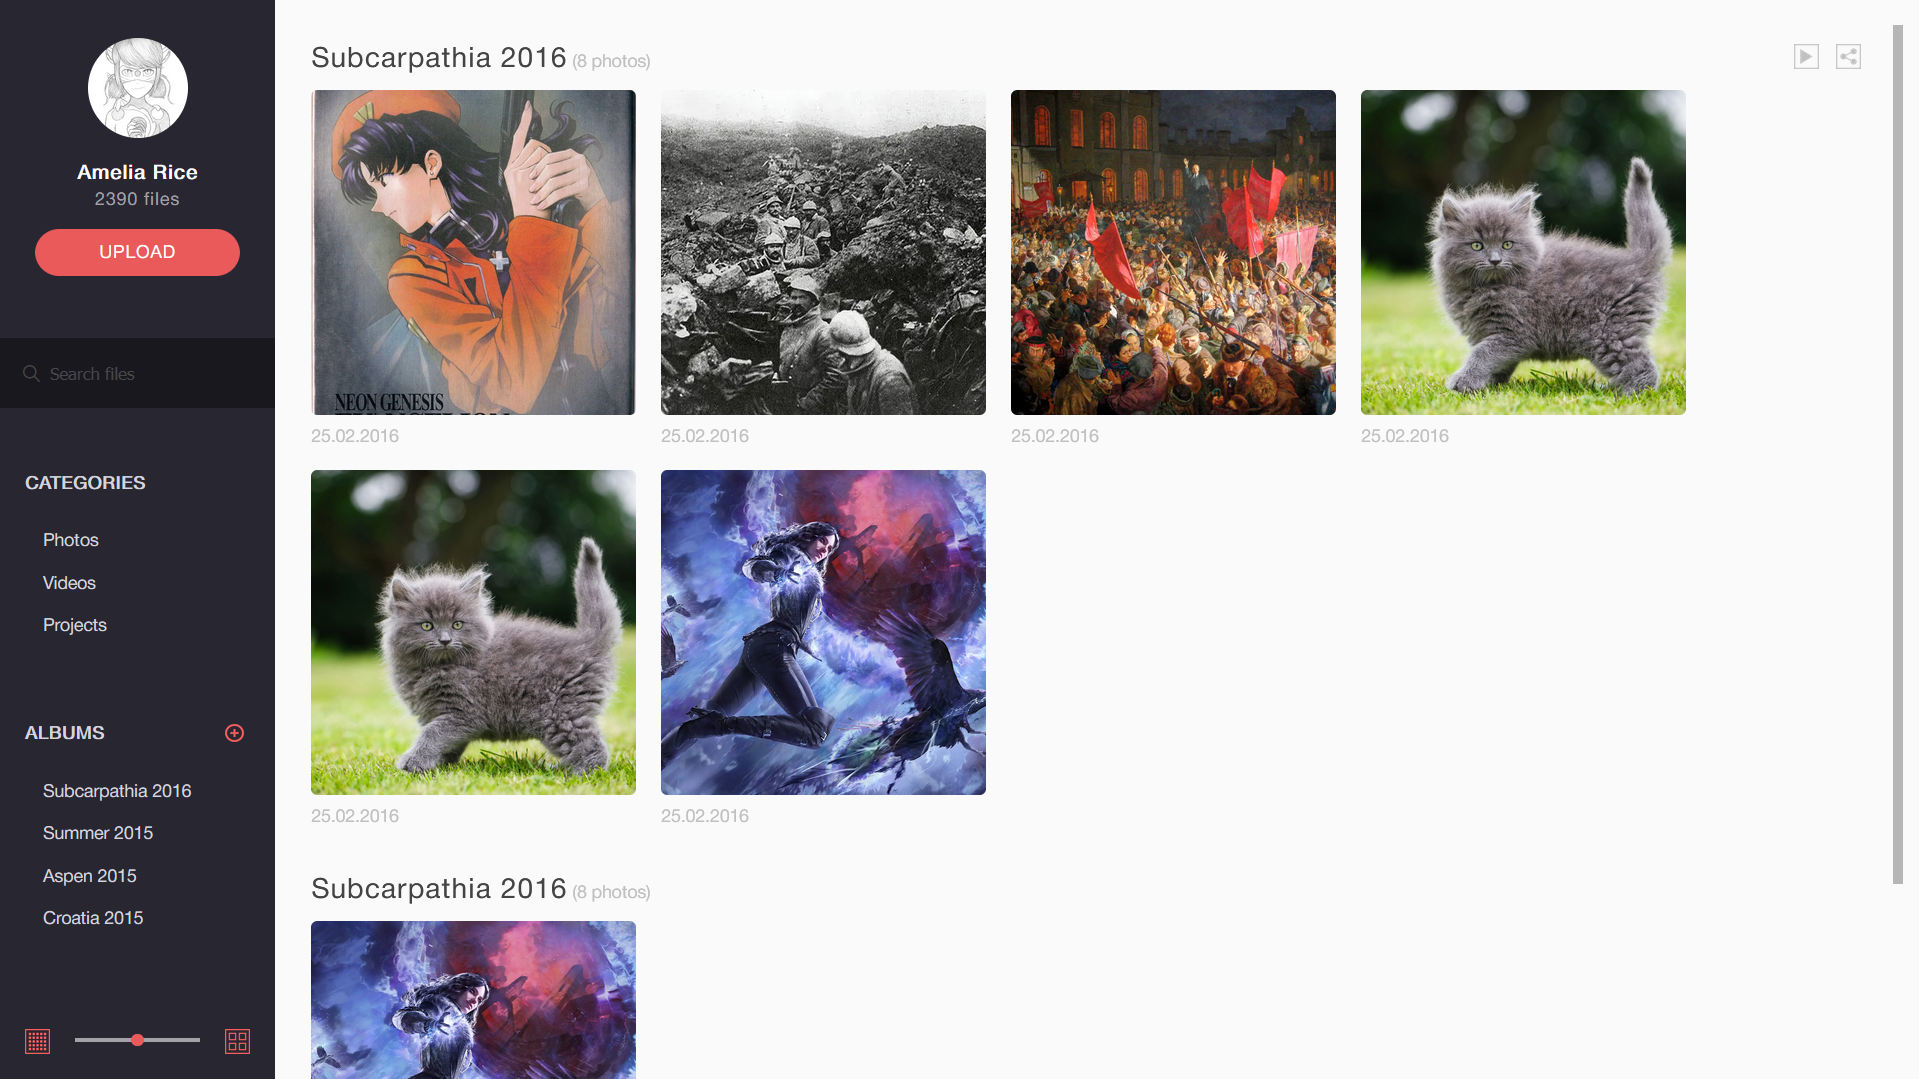 Amelia Rice
2390 files
UPLOAD
Search files
CATEGORIES
Photos
Videos
Projects
ALBUMS
Subcarpathia 2016
Summer 2015
Aspen 2015
Croatia 2015
Subcarpathia 2016 (8 photos)
NEON GENESIS
25.02.2016
25.02.2016
25.02.2016
25.02.2016
25.02.2016
25.02.2016
Subcarpathia 2016 (8 photos)